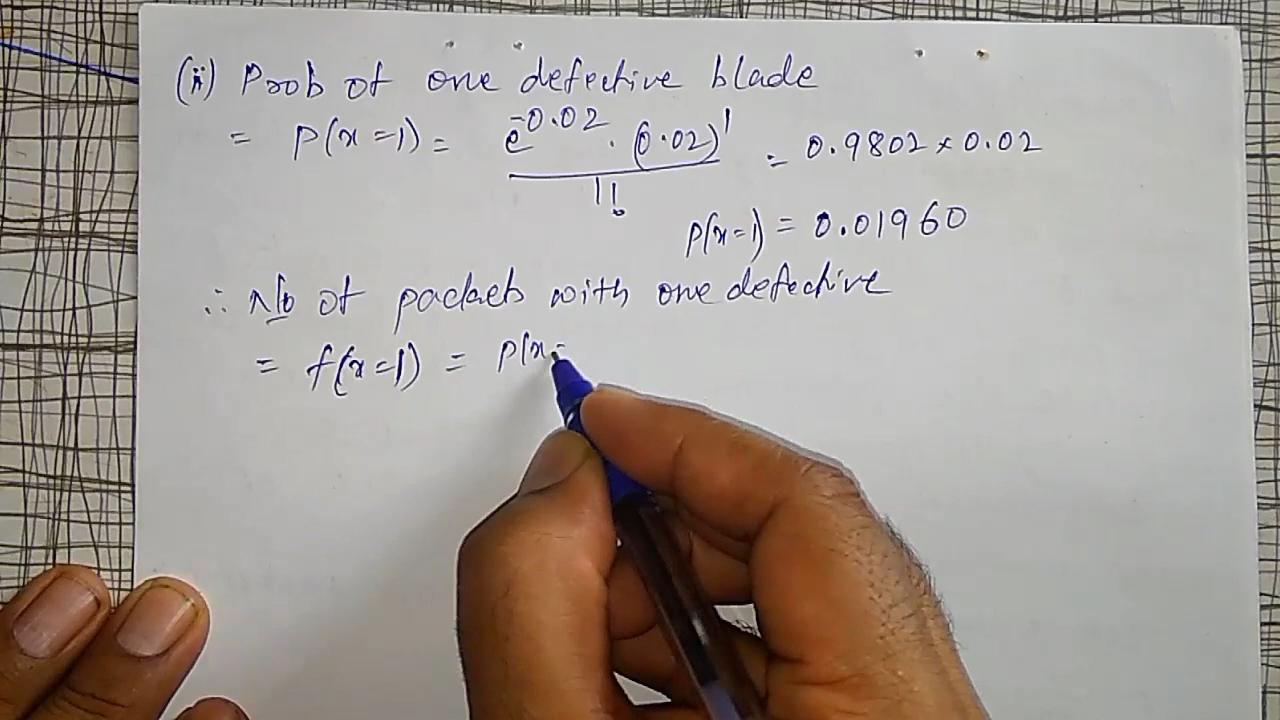 (ii) Prob of one defective blade
= P(x=1) = e^-0.02 . (0.02)^1 / 1! = 0.9802 x 0.02
P(x=1) = 0.01960
∴ No of packets with one defective
= f(x=1) = P(x=